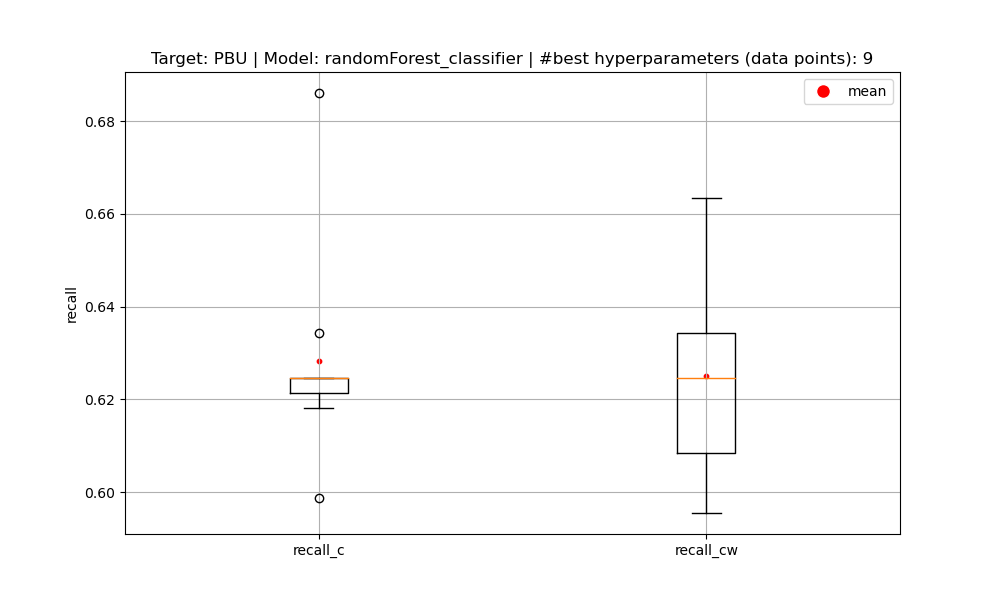 Target: PBU | Model: randomForest_classifier | #best hyperparameters (data points): 9
mean
0.68
0.66
0.64
0.62
0.60
recall
recall_c
recall_cw